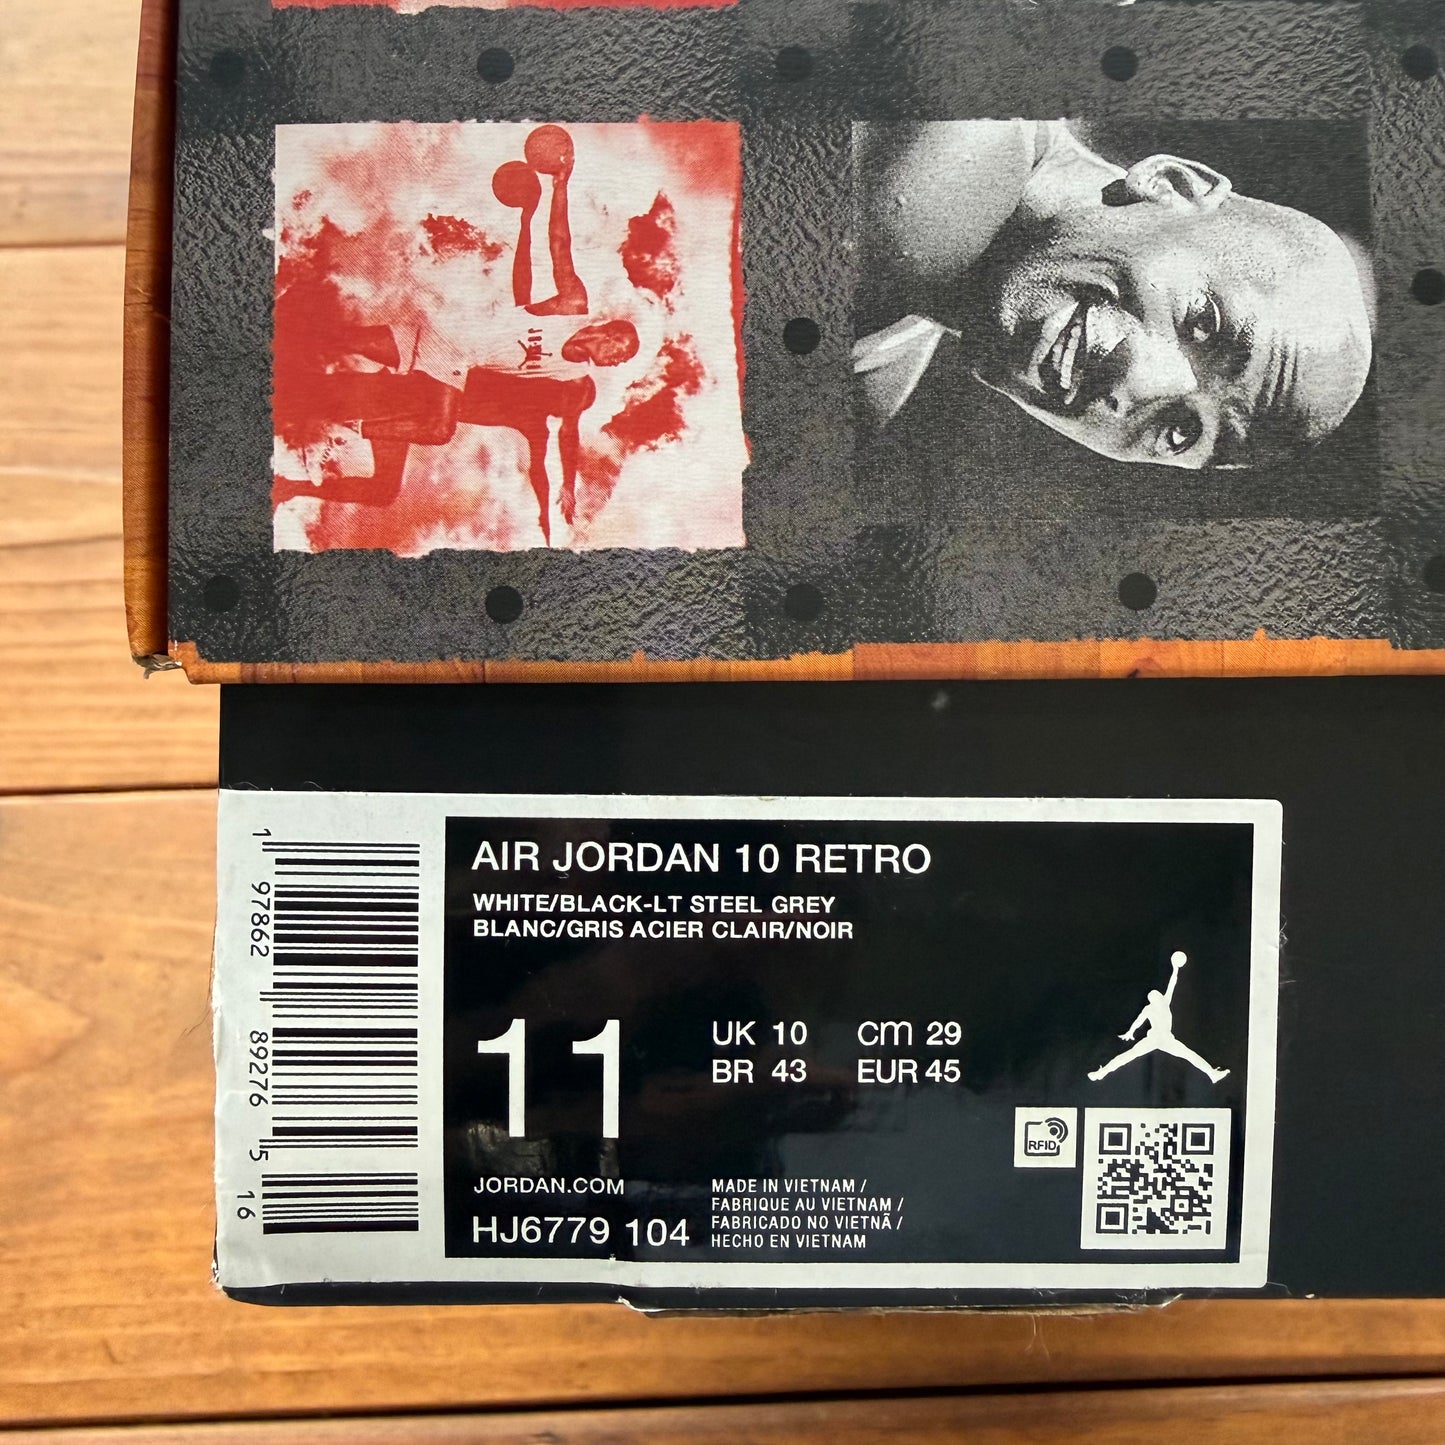 AIR JORDAN 10 RETRO
WHITE/BLACK-LT STEEL GREY
BLANC/GRIS ACIER CLAIR/NOIR
11
UK 10 CM 29
BR 43 EUR 45
RFID
JORDAN.COM
HJ6779 104
MADE IN VIETNAM /
FABRIQUE AU VIETNAM /
FABRICADO NO VIETNÃ /
HECHO EN VIETNAM
1 97862 89276 5 16